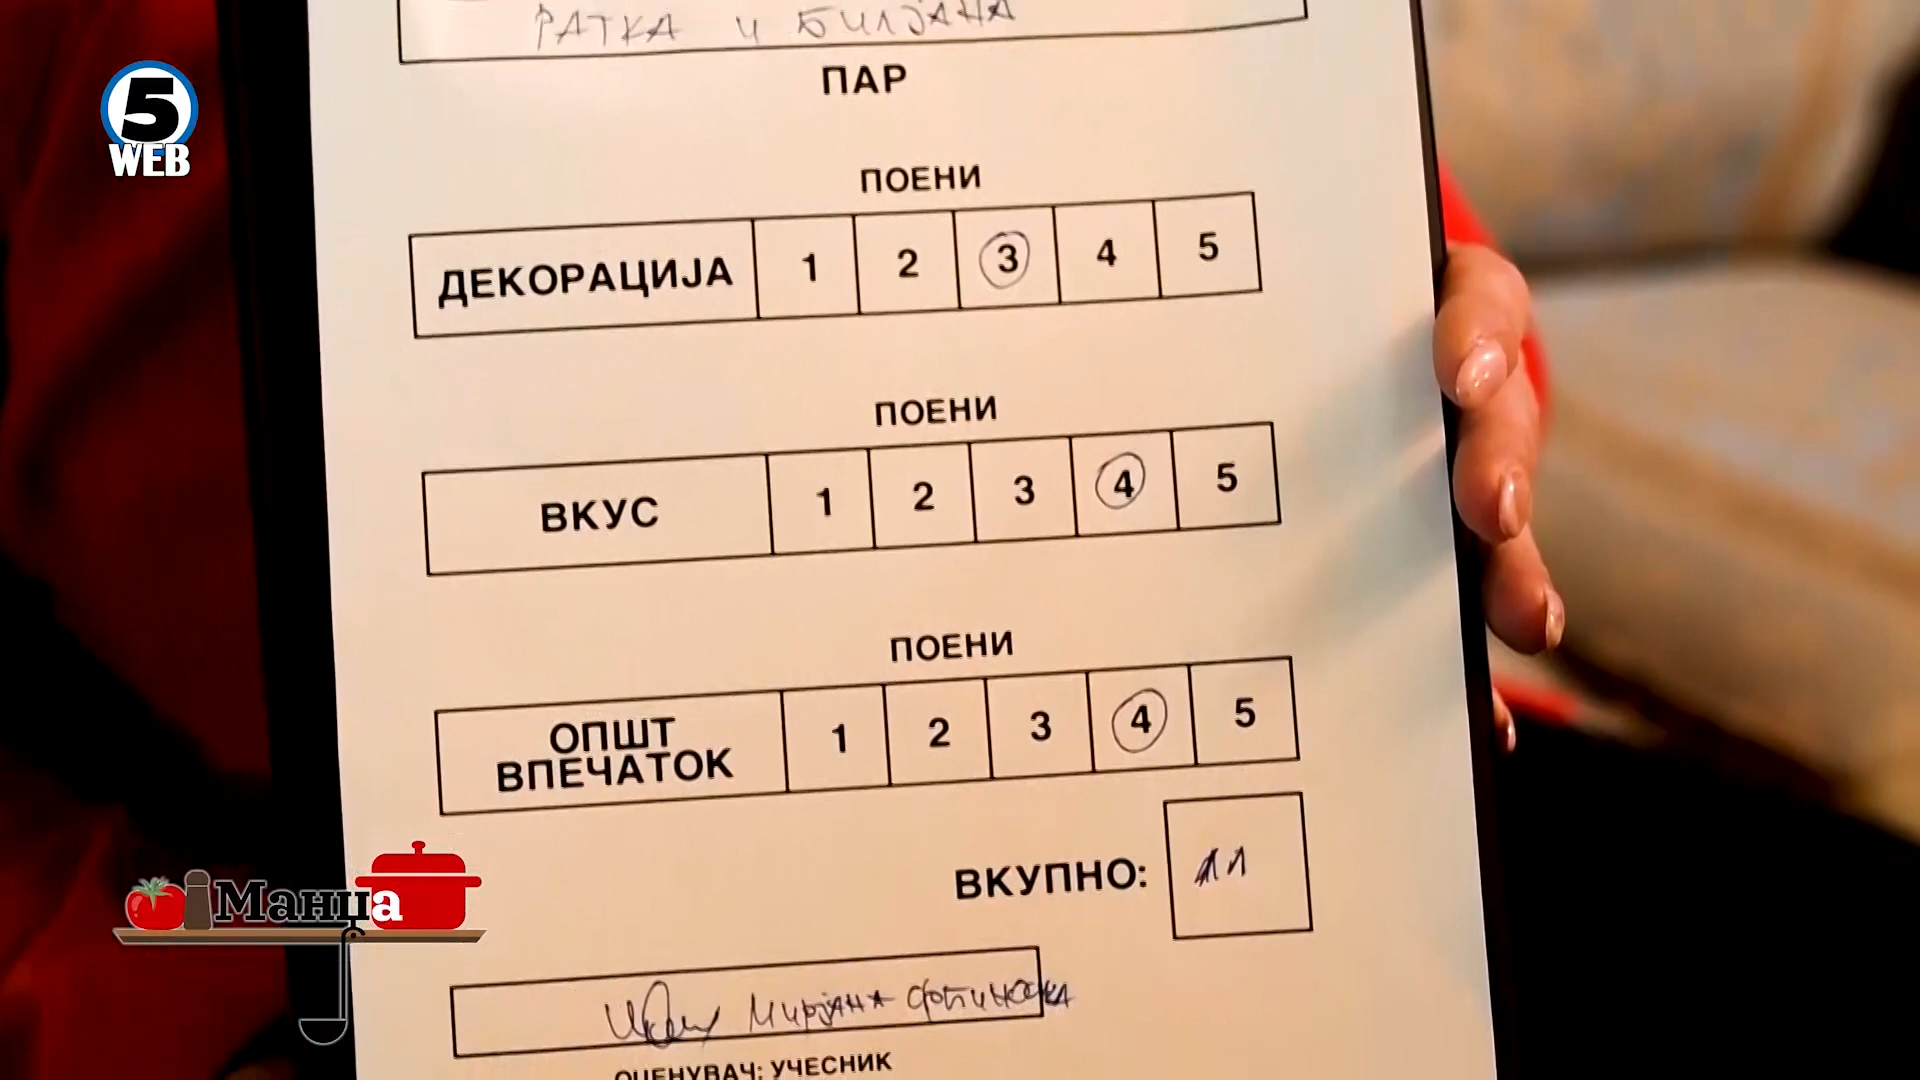 РАТКА И БИЛЈАНА
ПАР
5
WEB
ПОЕНИ
ДЕКОРАЦИЈА 1 2 3 4 5
ПОЕНИ
ВКУС 1 2 3 4 5
ПОЕНИ
ОПШТ
ВПЕЧАТОК 1 2 3 4 5
ВКУПНО: 11
Манџа
Мирјана
ОЦЕНУВАЧ: УЧЕСНИК